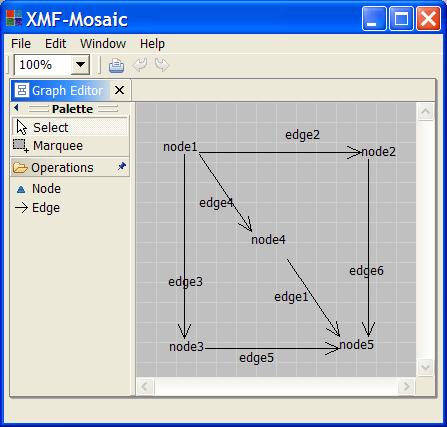 XMF-Mosaic
File Edit Window Help
100%
Graph Editor
Palette
Select
Marquee
Operations
Node
Edge
node1
edge2
node2
edge4
node4
edge3
edge6
edge1
node3
edge5
node5